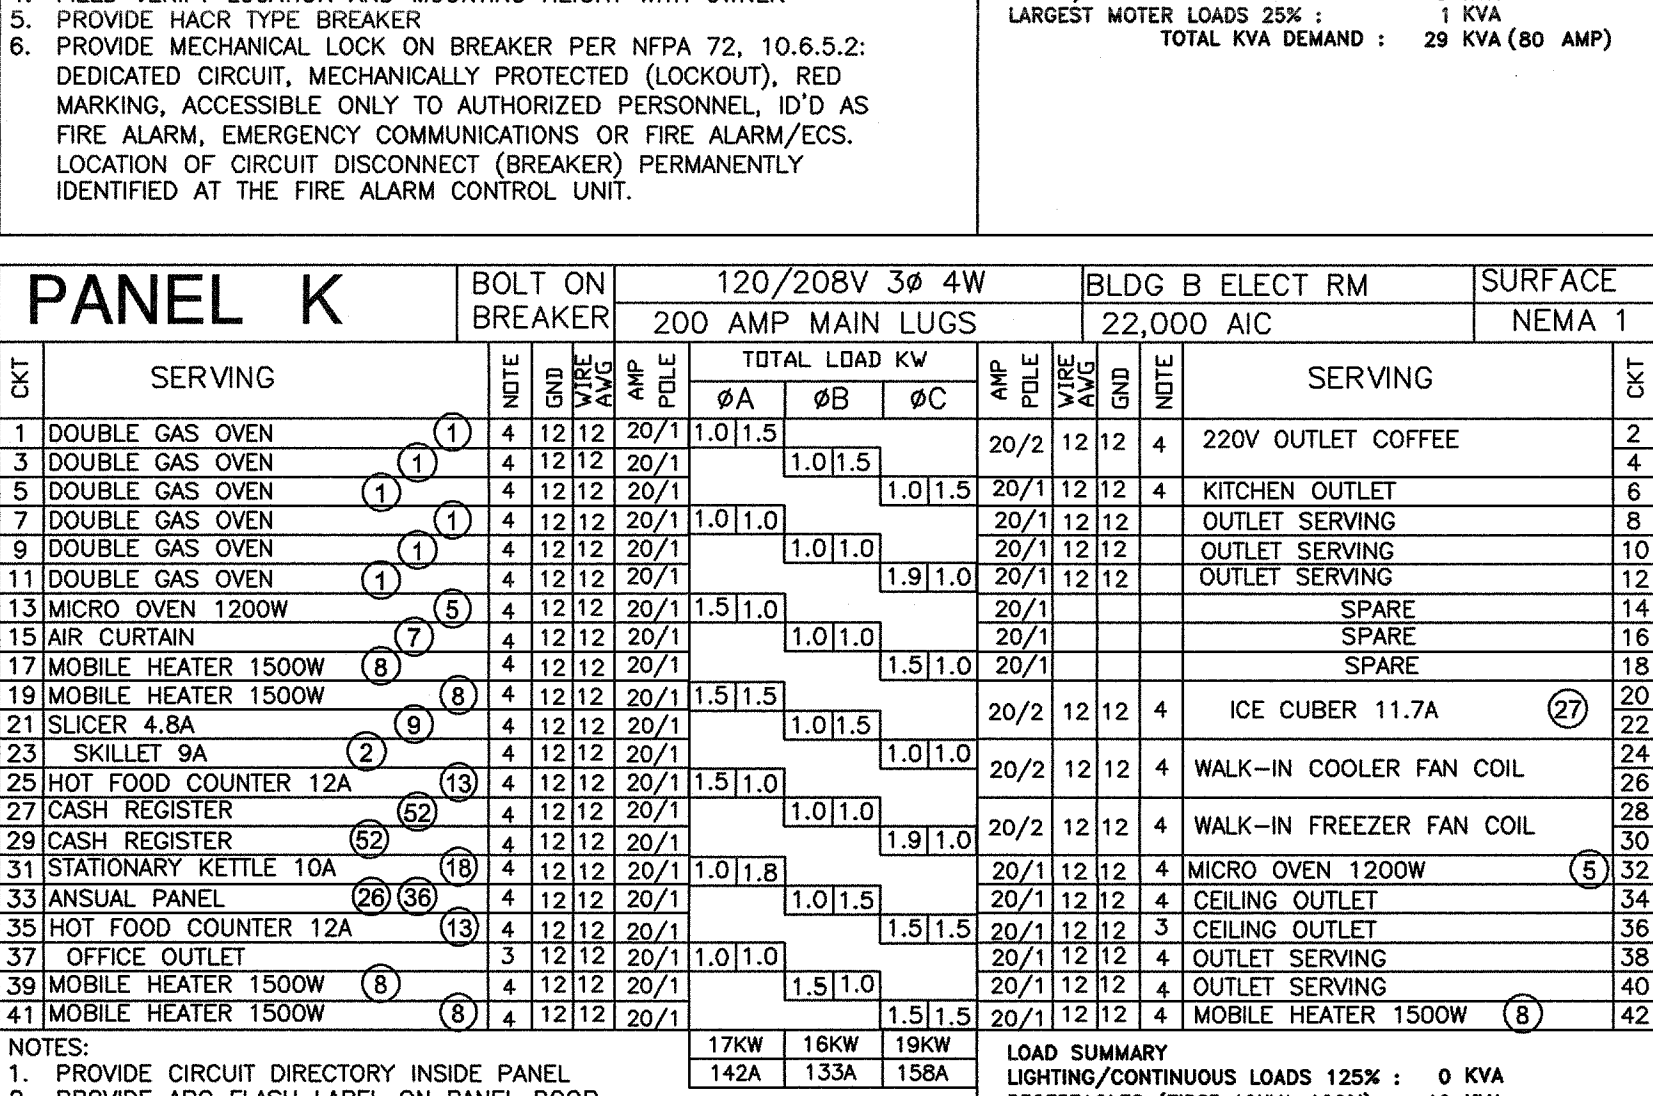 5. PROVIDE HACR TYPE BREAKER
6. PROVIDE MECHANICAL LOCK ON BREAKER PER NFPA 72, 10.6.5.2:
DEDICATED CIRCUIT, MECHANICALLY PROTECTED (LOCKOUT), RED
MARKING, ACCESSIBLE ONLY TO AUTHORIZED PERSONNEL, ID'D AS
FIRE ALARM, EMERGENCY COMMUNICATIONS OR FIRE ALARM/ECS.
LOCATION OF CIRCUIT DISCONNECT (BREAKER) PERMANENTLY
IDENTIFIED AT THE FIRE ALARM CONTROL UNIT.
LARGEST MOTER LOADS 25% : 1 KVA
TOTAL KVA DEMAND : 29 KVA (80 AMP)
PANEL K BOLT ON BREAKER 120/208V 3ø 4W BLDG B ELECT RM SURFACE
200 AMP MAIN LUGS 22,000 AIC NEMA 1
CKT SERVING NOTE GND WIRE AWG AMP POLE TOTAL LOAD KW AMP POLE WIRE AWG GND NOTE SERVING CKT
øA øB øC
1 DOUBLE GAS OVEN 1 4 12 12 20/1 1.0 1.5 20/2 12 12 4 220V OUTLET COFFEE 2
3 DOUBLE GAS OVEN 1 4 12 12 20/1 1.0 1.5 4
5 DOUBLE GAS OVEN 1 4 12 12 20/1 1.0 1.5 20/1 12 12 4 KITCHEN OUTLET 6
7 DOUBLE GAS OVEN 1 4 12 12 20/1 1.0 1.0 20/1 12 12 OUTLET SERVING 8
9 DOUBLE GAS OVEN 1 4 12 12 20/1 1.0 1.0 20/1 12 12 OUTLET SERVING 10
11 DOUBLE GAS OVEN 1 4 12 12 20/1 1.9 1.0 20/1 12 12 OUTLET SERVING 12
13 MICRO OVEN 1200W 5 4 12 12 20/1 1.5 1.0 20/1 SPARE 14
15 AIR CURTAIN 7 4 12 12 20/1 1.0 1.0 20/1 SPARE 16
17 MOBILE HEATER 1500W 8 4 12 12 20/1 1.5 1.0 20/1 SPARE 18
19 MOBILE HEATER 1500W 8 4 12 12 20/1 1.5 1.5 20/2 12 12 4 ICE CUBER 11.7A 27 20
21 SLICER 4.8A 9 4 12 12 20/1 1.0 1.5 22
23 SKILLET 9A 2 4 12 12 20/1 1.0 1.0 20/2 12 12 4 WALK-IN COOLER FAN COIL 24
25 HOT FOOD COUNTER 12A 13 4 12 12 20/1 1.5 1.0 26
27 CASH REGISTER 52 4 12 12 20/1 1.0 1.0 20/2 12 12 4 WALK-IN FREEZER FAN COIL 28
29 CASH REGISTER 52 4 12 12 20/1 1.9 1.0 30
31 STATIONARY KETTLE 10A 18 4 12 12 20/1 1.0 1.8 20/1 12 12 4 MICRO OVEN 1200W 5 32
33 ANSUAL PANEL 26 36 4 12 12 20/1 1.0 1.5 20/1 12 12 4 CEILING OUTLET 34
35 HOT FOOD COUNTER 12A 13 4 12 12 20/1 1.5 1.5 20/1 12 12 3 CEILING OUTLET 36
37 OFFICE OUTLET 3 12 12 20/1 1.0 1.0 20/1 12 12 4 OUTLET SERVING 38
39 MOBILE HEATER 1500W 8 4 12 12 20/1 1.5 1.0 20/1 12 12 4 OUTLET SERVING 40
41 MOBILE HEATER 1500W 8 4 12 12 20/1 1.5 1.5 20/1 12 12 4 MOBILE HEATER 1500W 8 42
17KW 16KW 19KW
142A 133A 158A
NOTES:
1. PROVIDE CIRCUIT DIRECTORY INSIDE PANEL
LOAD SUMMARY
LIGHTING/CONTINUOUS LOADS 125% : 0 KVA